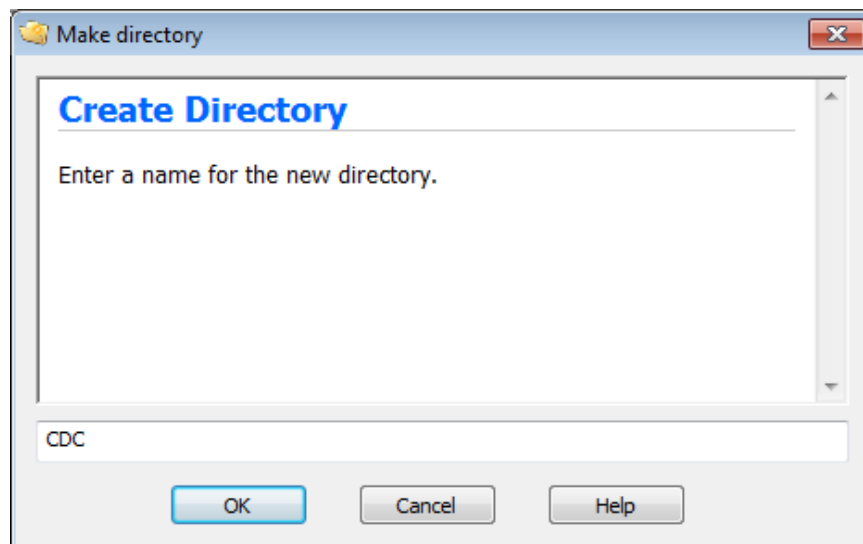 Make directory
Create Directory
Enter a name for the new directory.
CDC
OK Cancel Help